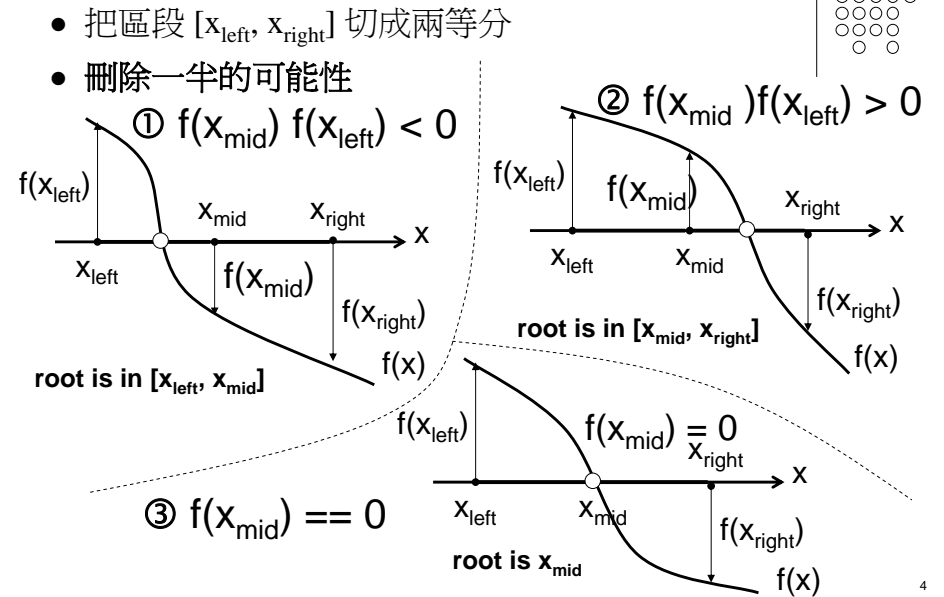 ● 把區段 [x_left, x_right] 切成兩等分
● 刪除一半的可能性
① f(x_mid) f(x_left) < 0
f(x_left)
x_mid
x_right
x
x_left
f(x_mid)
f(x_right)
f(x)
root is in [x_left, x_mid]
② f(x_mid )f(x_left) > 0
f(x_left)
f(x_mid)
x_right
x
x_left
x_mid
f(x_right)
root is in [x_mid, x_right]
f(x)
③ f(x_mid) == 0
f(x_left)
f(x_mid) = 0
x_right
x
x_left
x_mid
f(x_right)
root is x_mid
f(x)
4